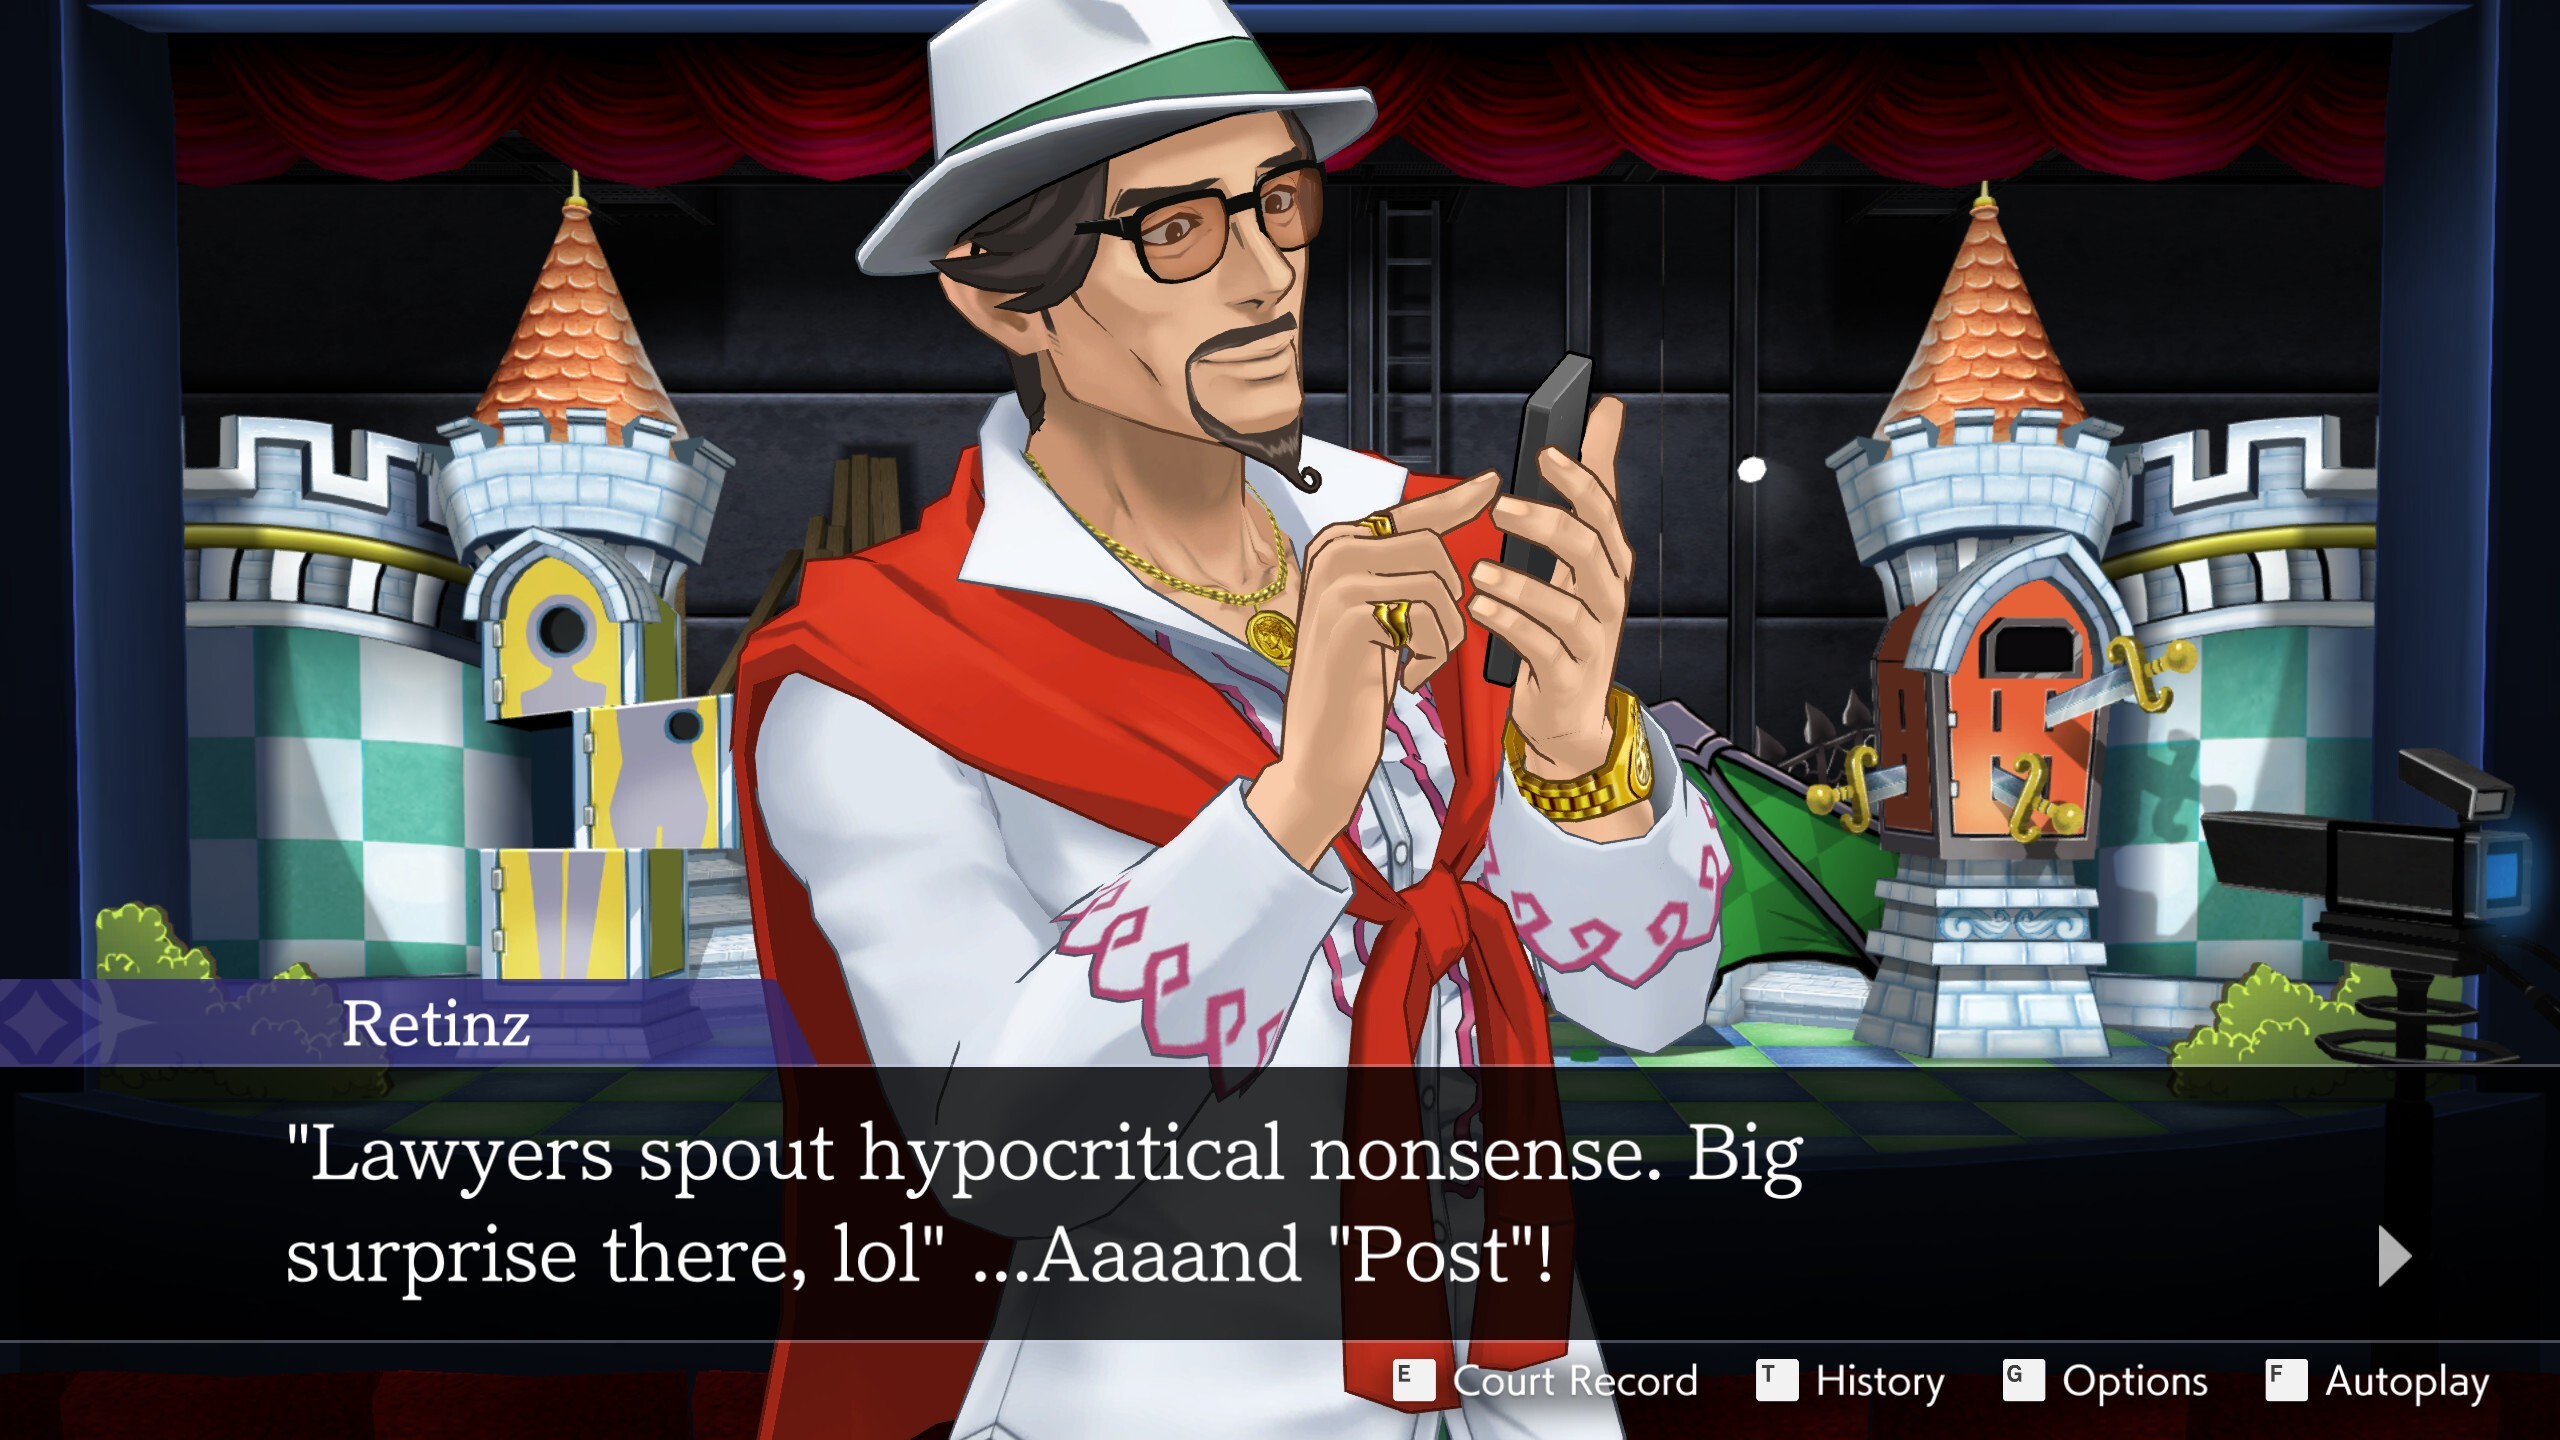 Retinz
"Lawyers spout hypocritical nonsense. Big
surprise there, lol" ...Aaaand "Post"!
E Court Record T History G Options F Autoplay